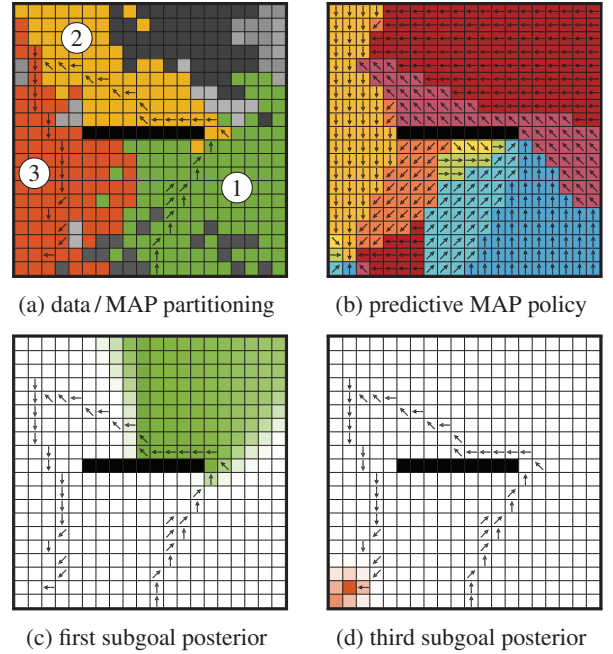 2
3
1
(a) data / MAP partitioning
(b) predictive MAP policy
(c) first subgoal posterior
(d) third subgoal posterior